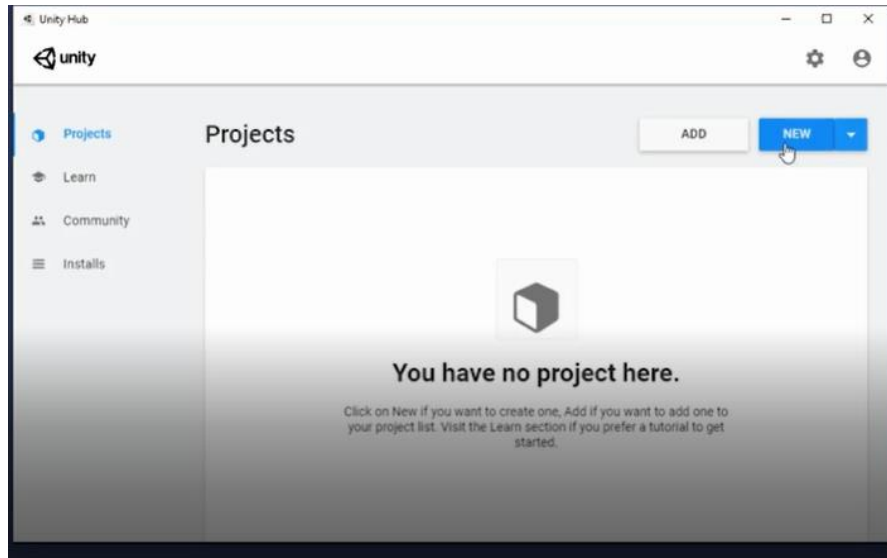 Unity Hub
unity
Projects
Learn
Community
Installs
Projects
ADD
NEW
You have no project here.
Click on New if you want to create one, Add if you want to add one to
your project list. Visit the Learn section if you prefer a tutorial to get
started.